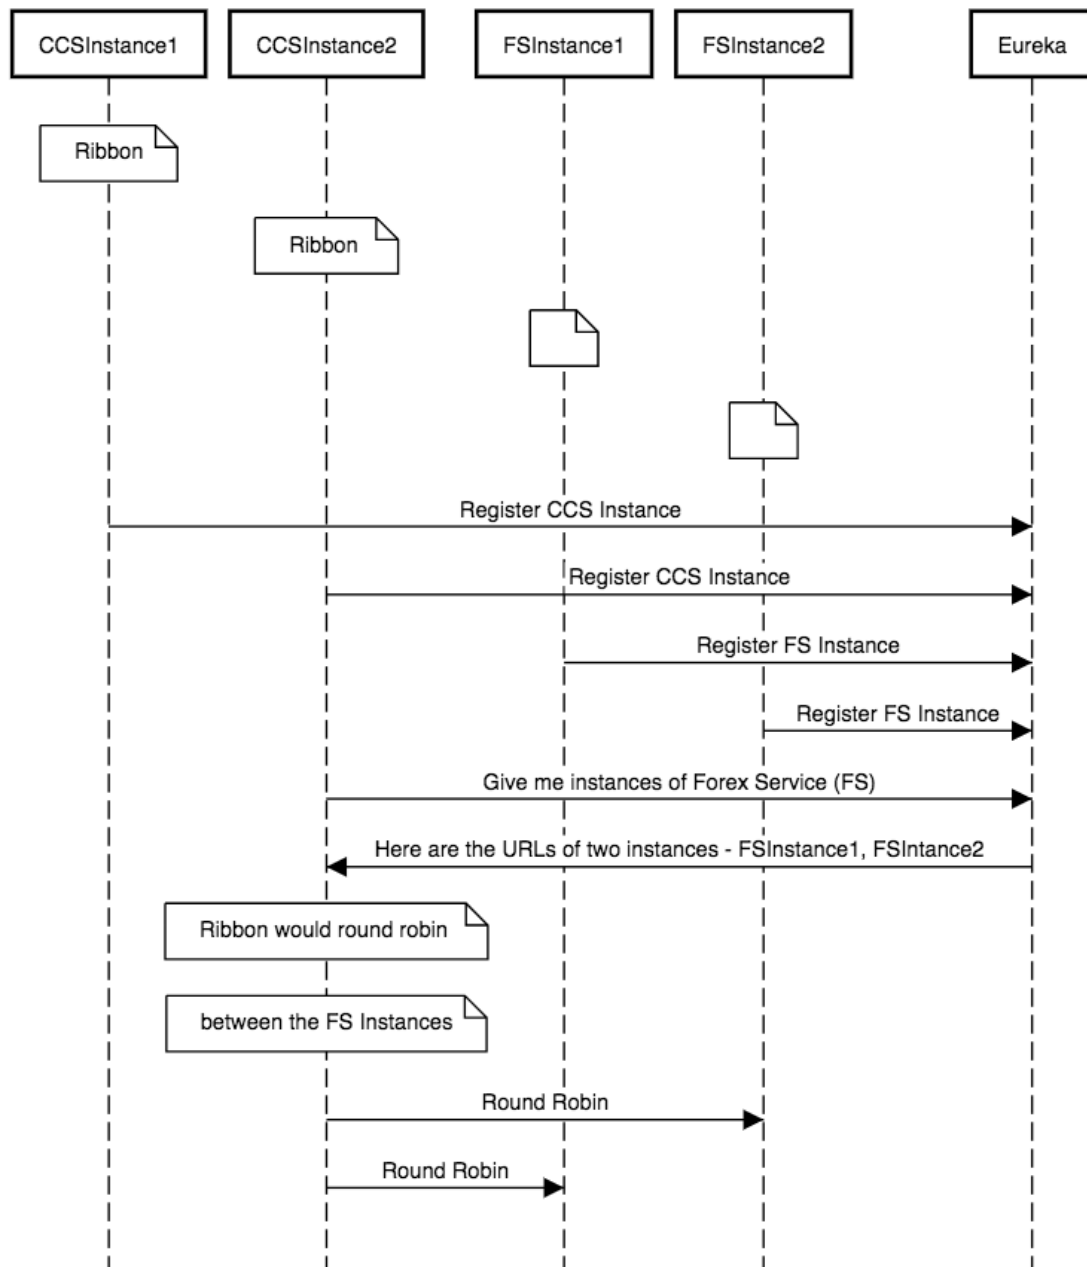 CCSInstance1
CCSInstance2
FSInstance1
FSInstance2
Eureka
Ribbon
Ribbon
Register CCS Instance
Register CCS Instance
Register FS Instance
Register FS Instance
Give me instances of Forex Service (FS)
Here are the URLs of two instances - FSInstance1, FSIntance2
Ribbon would round robin
between the FS Instances
Round Robin
Round Robin